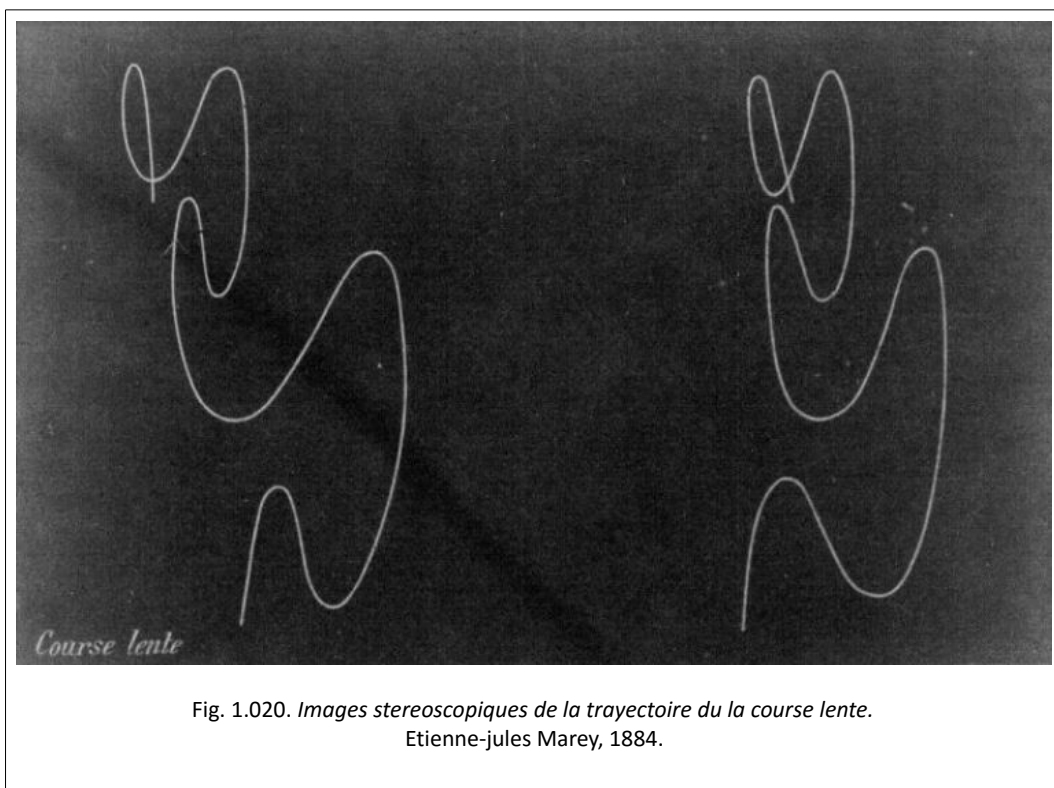 Course lente
Fig. 1.020. Images stereoscopiques de la trayectoire du la course lente.
Etienne-jules Marey, 1884.